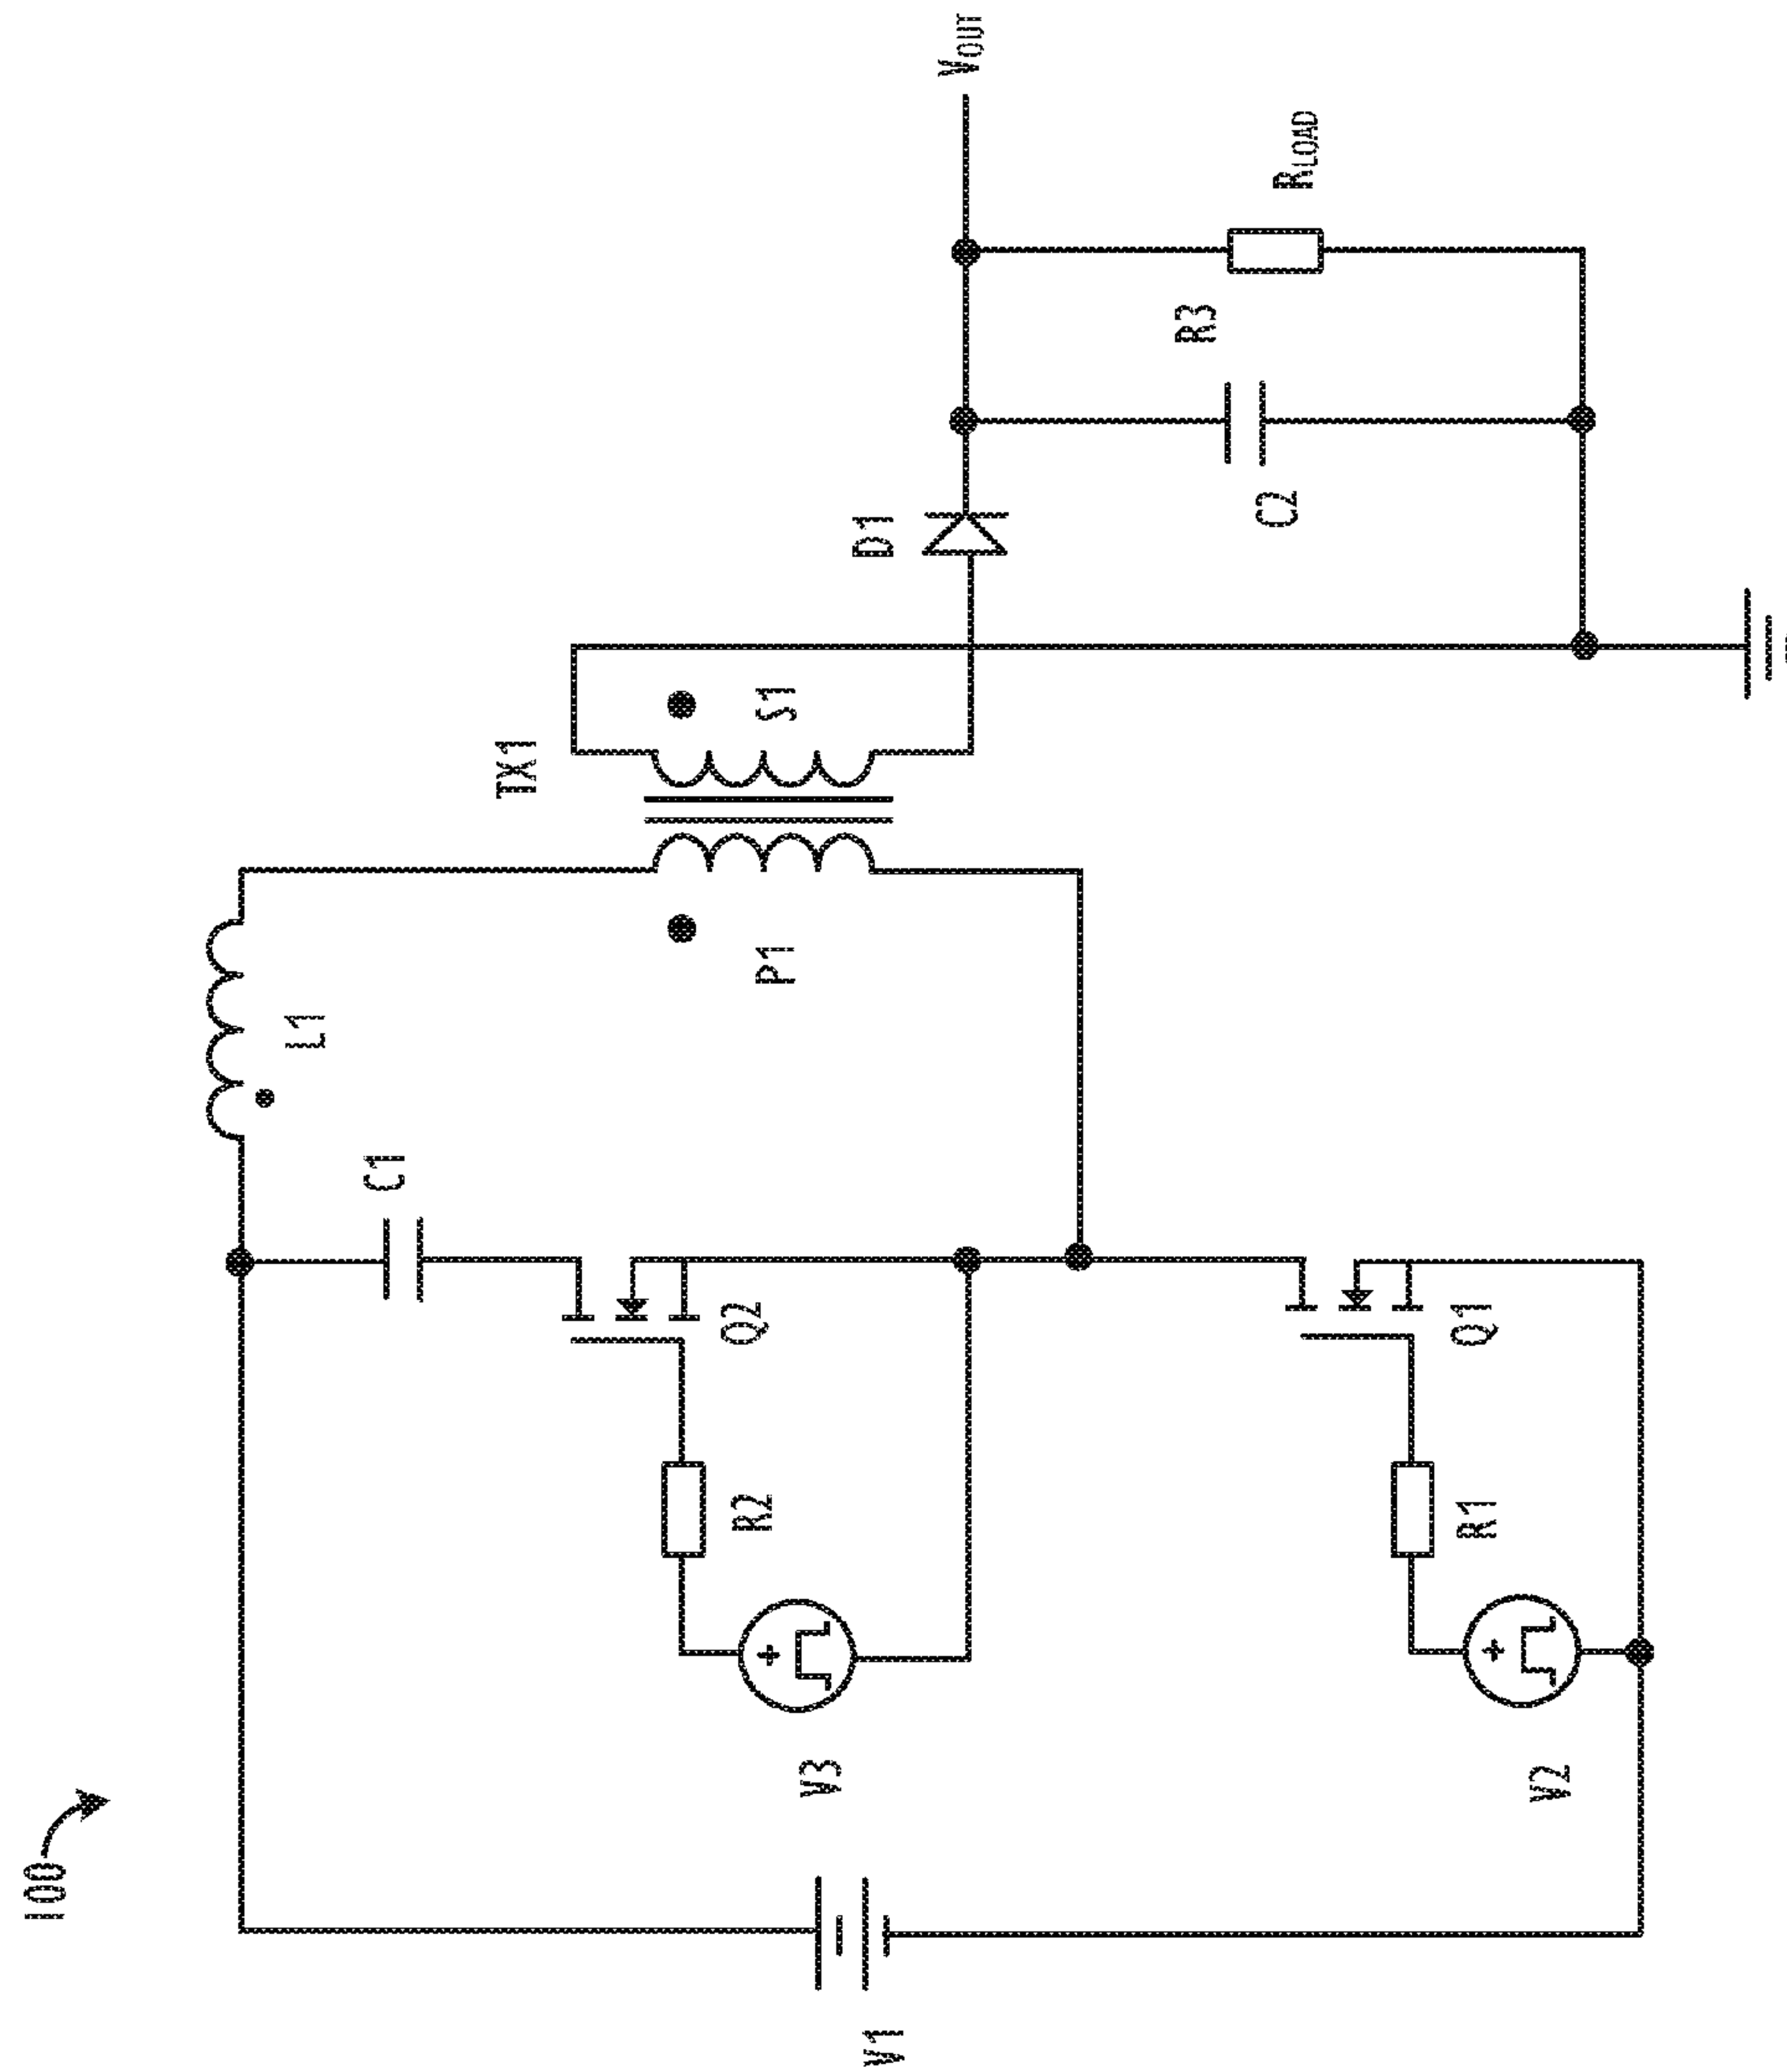 100
V1
V3
V2
R2
R1
Q2
Q1
C1
L1
P1
TX1
S1
D1
C2
R3
RLOAD
VOUT
+
+